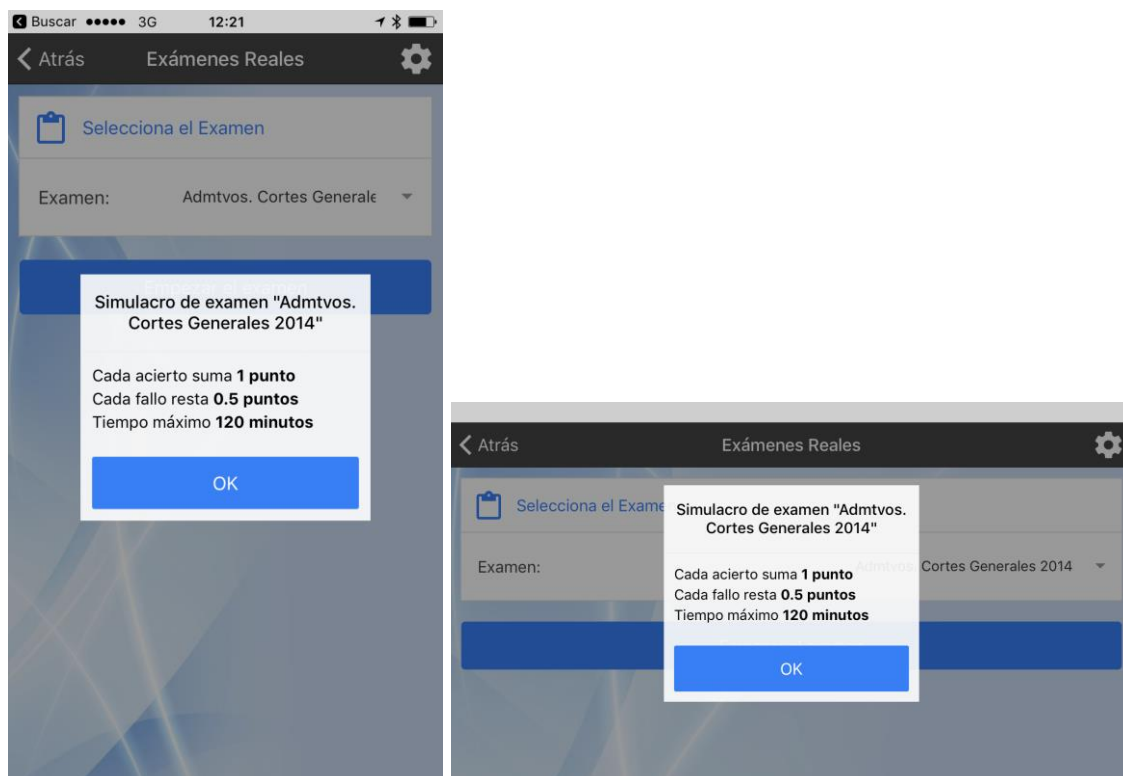 Buscar 3G 12:21
Atrás Exámenes Reales
Selecciona el Examen
Examen: Admtvos. Cortes Generale
Simulacro de examen "Admtvos.
Cortes Generales 2014"
Cada acierto suma 1 punto
Cada fallo resta 0.5 puntos
Tiempo máximo 120 minutos
OK
Atrás Exámenes Reales
Selecciona el Exame
Examen: Admtvos. Cortes Generales 2014
Simulacro de examen "Admtvos.
Cortes Generales 2014"
Cada acierto suma 1 punto
Cada fallo resta 0.5 puntos
Tiempo máximo 120 minutos
OK